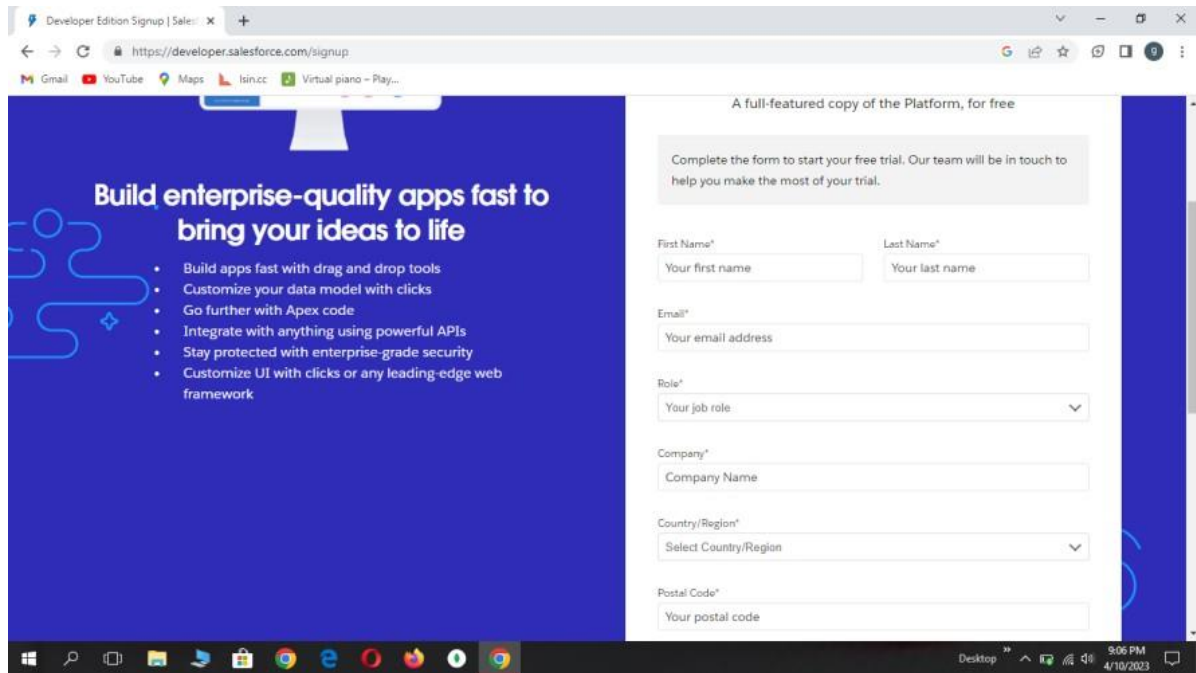 Developer Edition Signup | Sales
https://developer.salesforce.com/signup
G
g
Gmail YouTube Maps lsin.cc Virtual piano – Play...
Build enterprise-quality apps fast to
bring your ideas to life
• Build apps fast with drag and drop tools
• Customize your data model with clicks
• Go further with Apex code
• Integrate with anything using powerful APIs
• Stay protected with enterprise-grade security
• Customize UI with clicks or any leading-edge web
framework
A full-featured copy of the Platform, for free
Complete the form to start your free trial. Our team will be in touch to
help you make the most of your trial.
First Name* Last Name*
Your first name Your last name
Email*
Your email address
Role*
Your job role
Company*
Company Name
Country/Region*
Select Country/Region
Postal Code*
Your postal code
Desktop
9:06 PM
4/10/2023